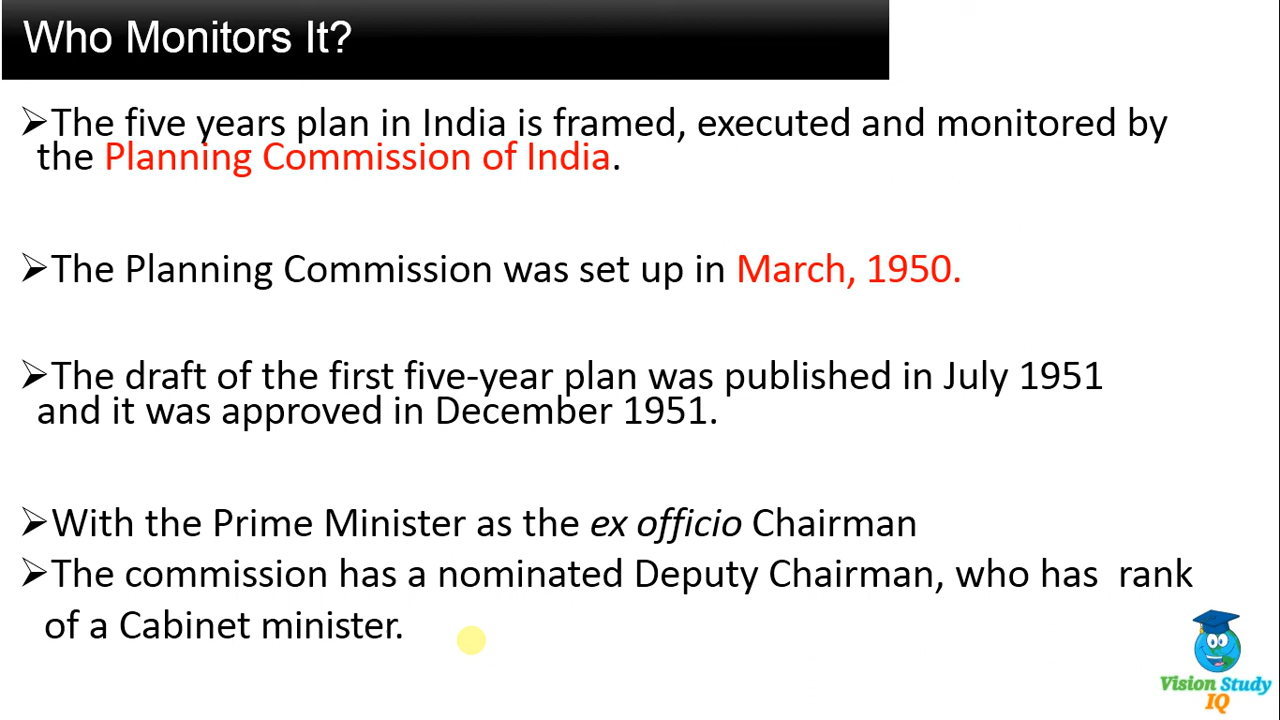 Who Monitors It?
➢The five years plan in India is framed, executed and monitored by
the Planning Commission of India.
➢The Planning Commission was set up in March, 1950.
➢The draft of the first five-year plan was published in July 1951
and it was approved in December 1951.
➢With the Prime Minister as the ex officio Chairman
➢The commission has a nominated Deputy Chairman, who has  rank
of a Cabinet minister.
Vision Study
IQ